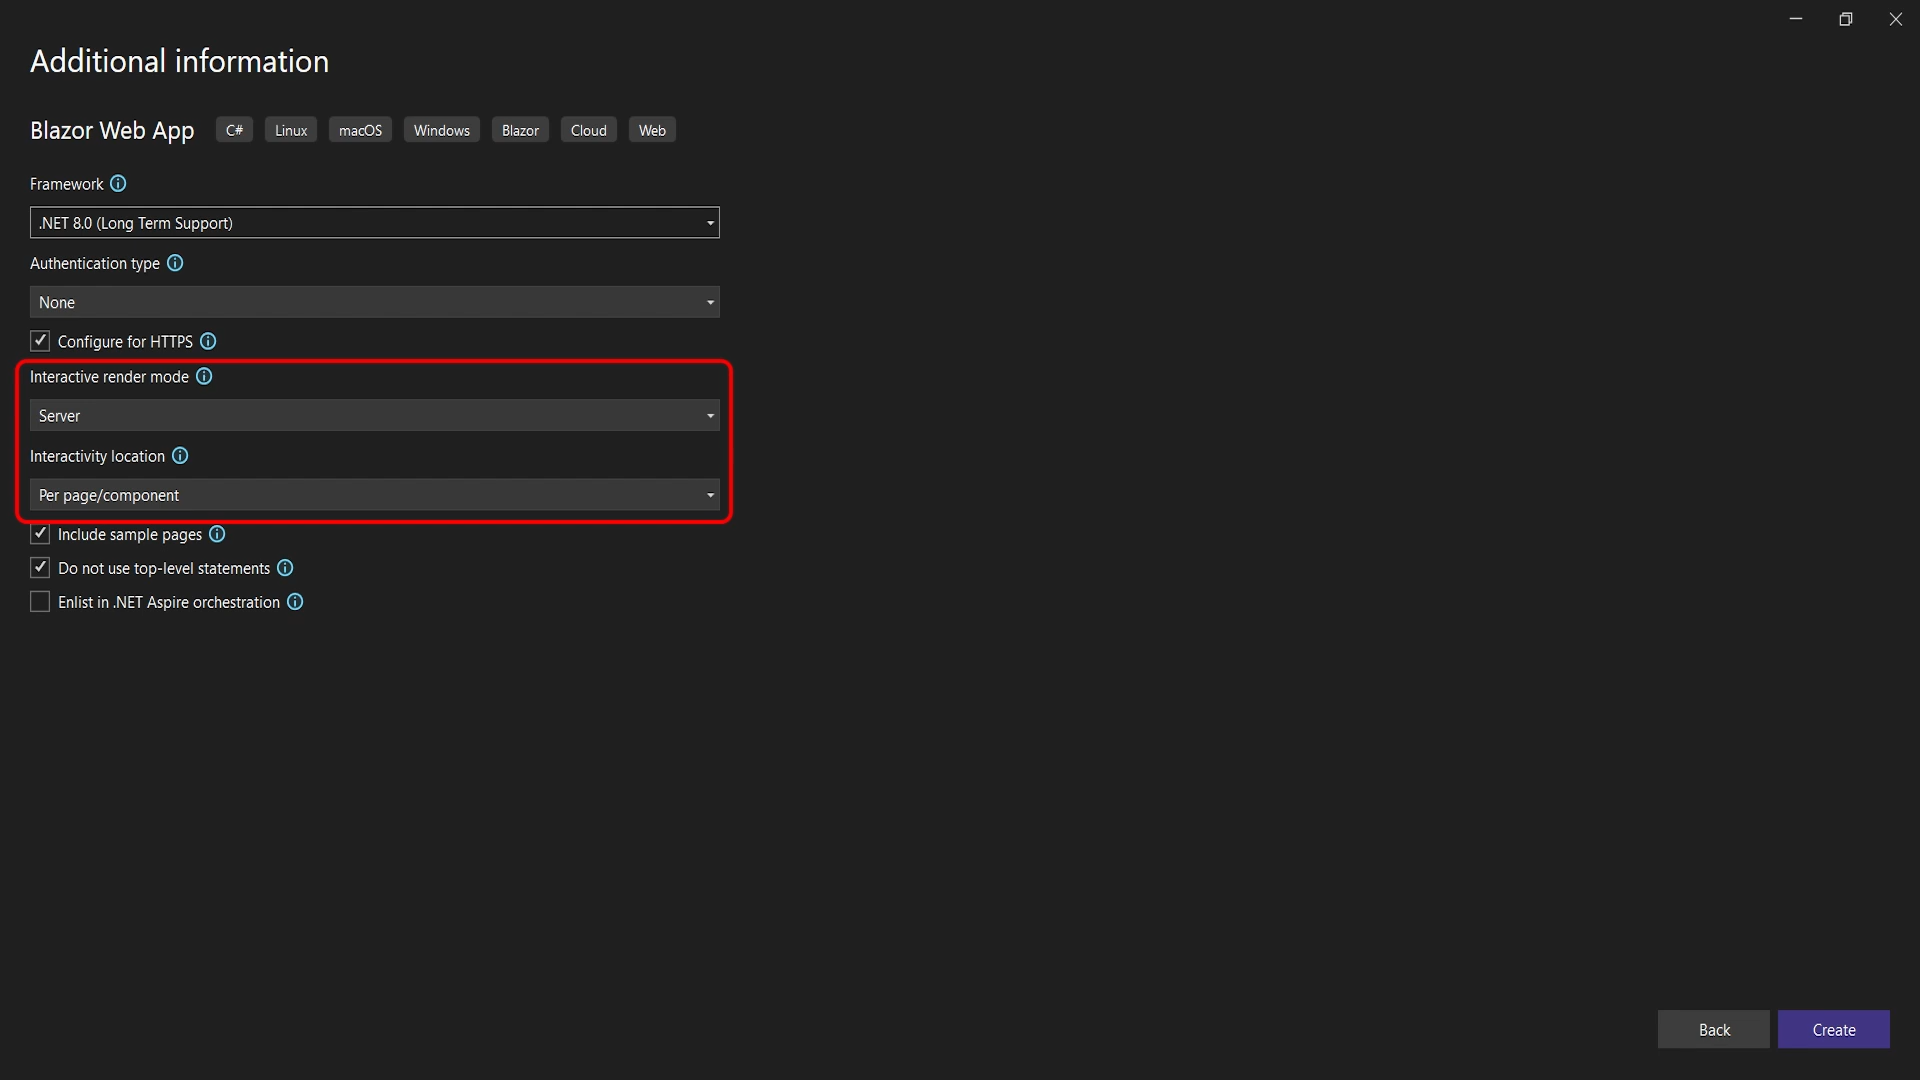 Additional information
Blazor Web App C# Linux macOS Windows Blazor Cloud Web
Framework
.NET 8.0 (Long Term Support)
Authentication type
None
Configure for HTTPS
Interactive render mode
Server
Interactivity location
Per page/component
Include sample pages
Do not use top-level statements
Enlist in .NET Aspire orchestration
Back Create